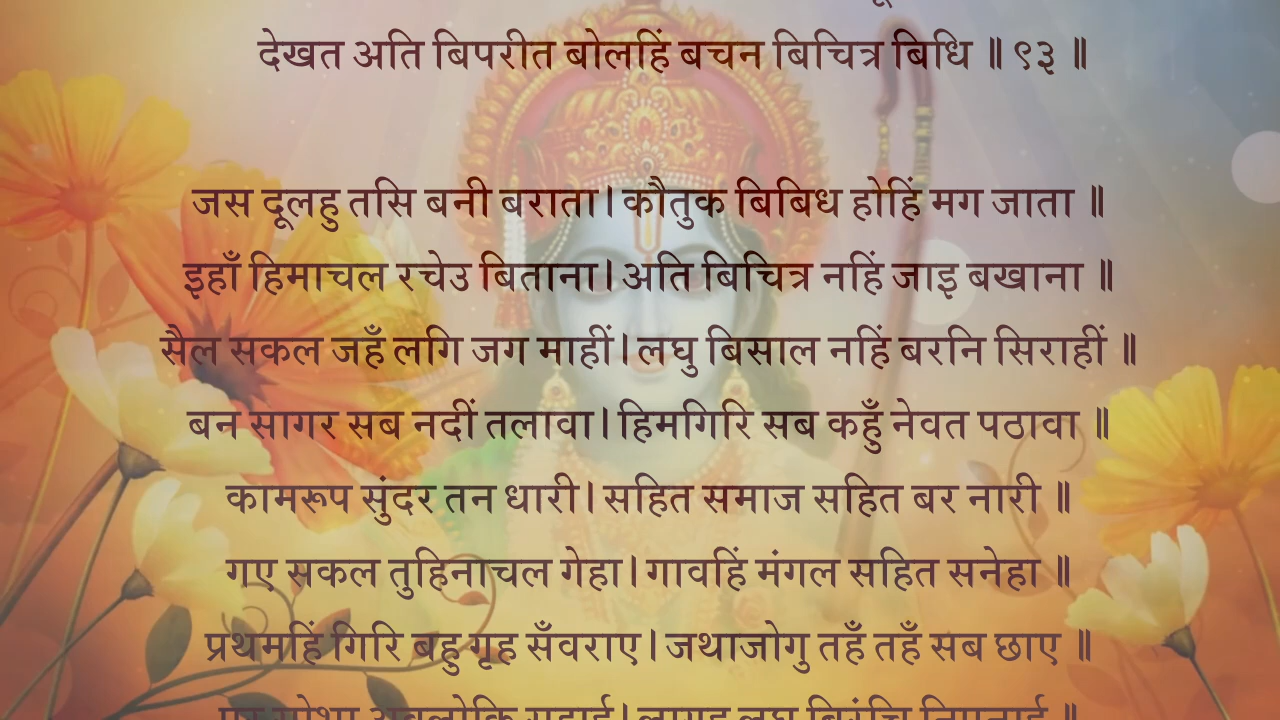 देखत अति बिपरीत बोलहिं बचन बिचित्र बिधि ॥ ९३ ॥
जस दूलहु तसि बनी बराता। कौतुक बिबिध होहिं मग जाता ॥
इहाँ हिमाचल रचेउ बिताना। अति बिचित्र नहिं जाइ बखाना ॥
सैल सकल जहँ लगि जग माहीं। लघु बिसाल नहिं बरनि सिराहीं ॥
बन सागर सब नदीं तलावा। हिमगिरि सब कहुँ नेवत पठावा ॥
कामरूप सुंदर तन धारी। सहित समाज सहित बर नारी ॥
गए सकल तुहिनाचल गेहा। गावहिं मंगल सहित सनेहा ॥
प्रथमहिं गिरि बहु गृह सँवराए। जथाजोगु तहँ तहँ सब छाए ॥